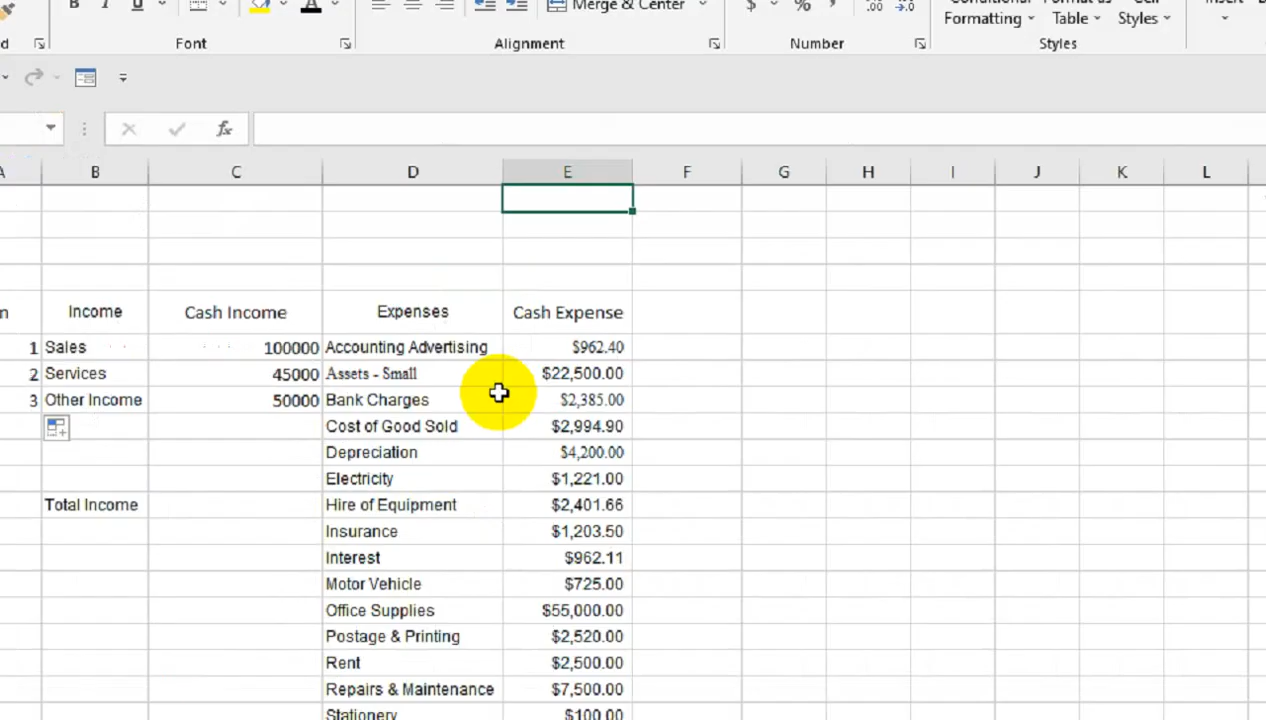 Merge & Center
$ % ,
Formatting Table Styles
Font Alignment Number Styles
fx
B C D E F G H I J K L
Income Cash Income Expenses Cash Expense
1 Sales 100000 Accounting Advertising $962.40
2 Services 45000 Assets - Small $22,500.00
3 Other Income 50000 Bank Charges $2,385.00
Cost of Good Sold $2,994.90
Depreciation $4,200.00
Electricity $1,221.00
Total Income Hire of Equipment $2,401.66
Insurance $1,203.50
Interest $962.11
Motor Vehicle $725.00
Office Supplies $55,000.00
Postage & Printing $2,520.00
Rent $2,500.00
Repairs & Maintenance $7,500.00
Stationery $100.00